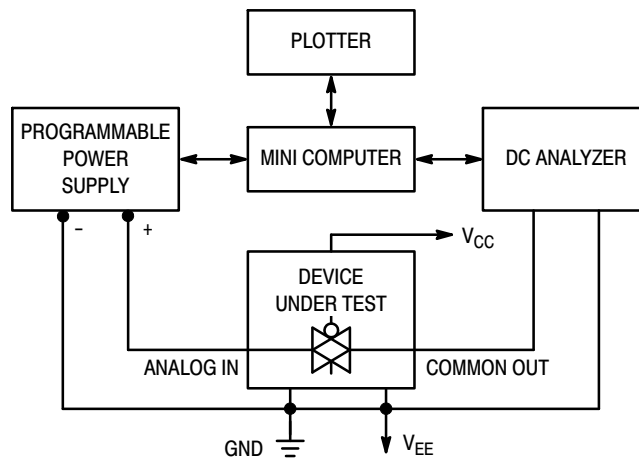 PLOTTER
PROGRAMMABLE
POWER
SUPPLY
MINI COMPUTER
DC ANALYZER
– +
VCC
DEVICE
UNDER TEST
ANALOG IN
COMMON OUT
GND
VEE